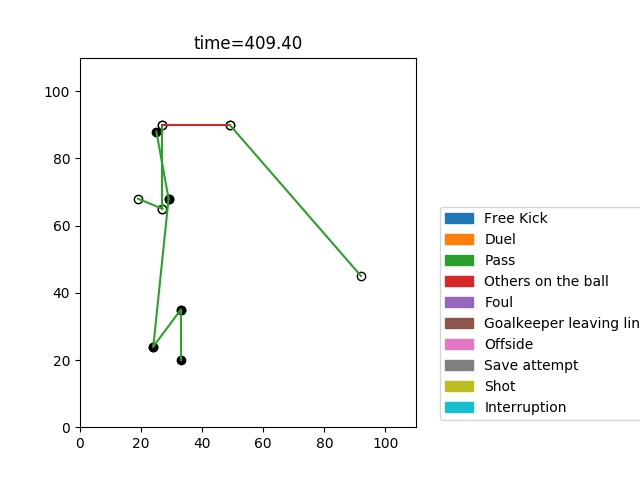 time=409.40
100
80
60
40
20
0
0 20 40 60 80 100
Free Kick
Duel
Pass
Others on the ball
Foul
Goalkeeper leaving lin
Offside
Save attempt
Shot
Interruption